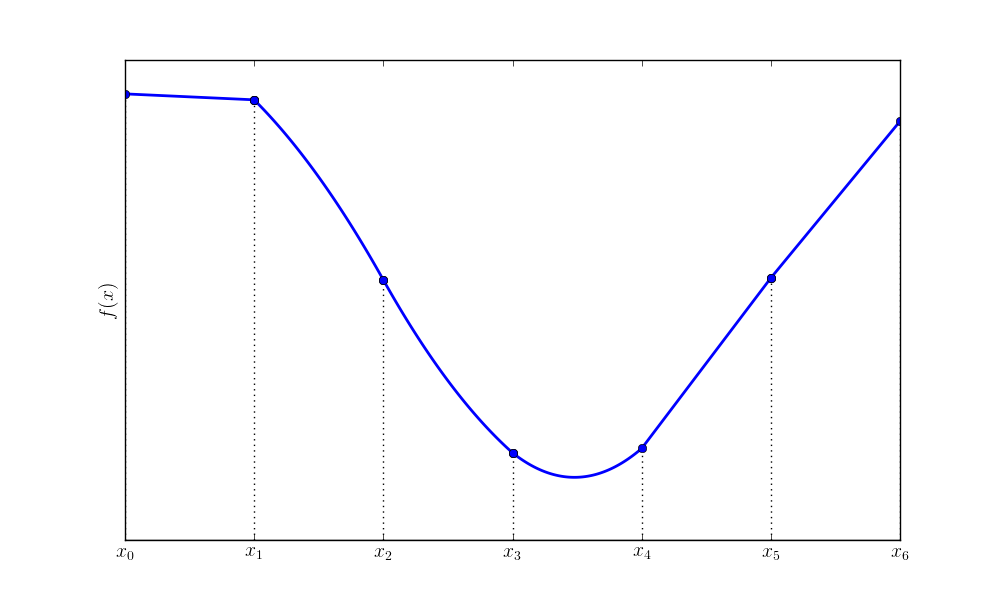 f(x)
x₀ x₁ x₂ x₃ x₄ x₅ x₆